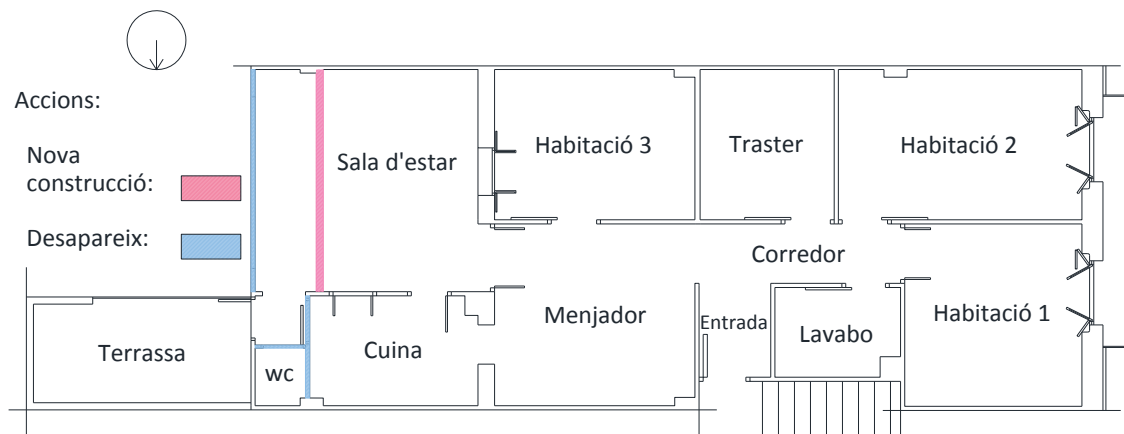 Accions:
Nova
construcció:
Desapareix:
Sala d'estar
Habitació 3
Traster
Habitació 2
Corredor
Menjador
Entrada
Lavabo
Habitació 1
Terrassa
wc
Cuina